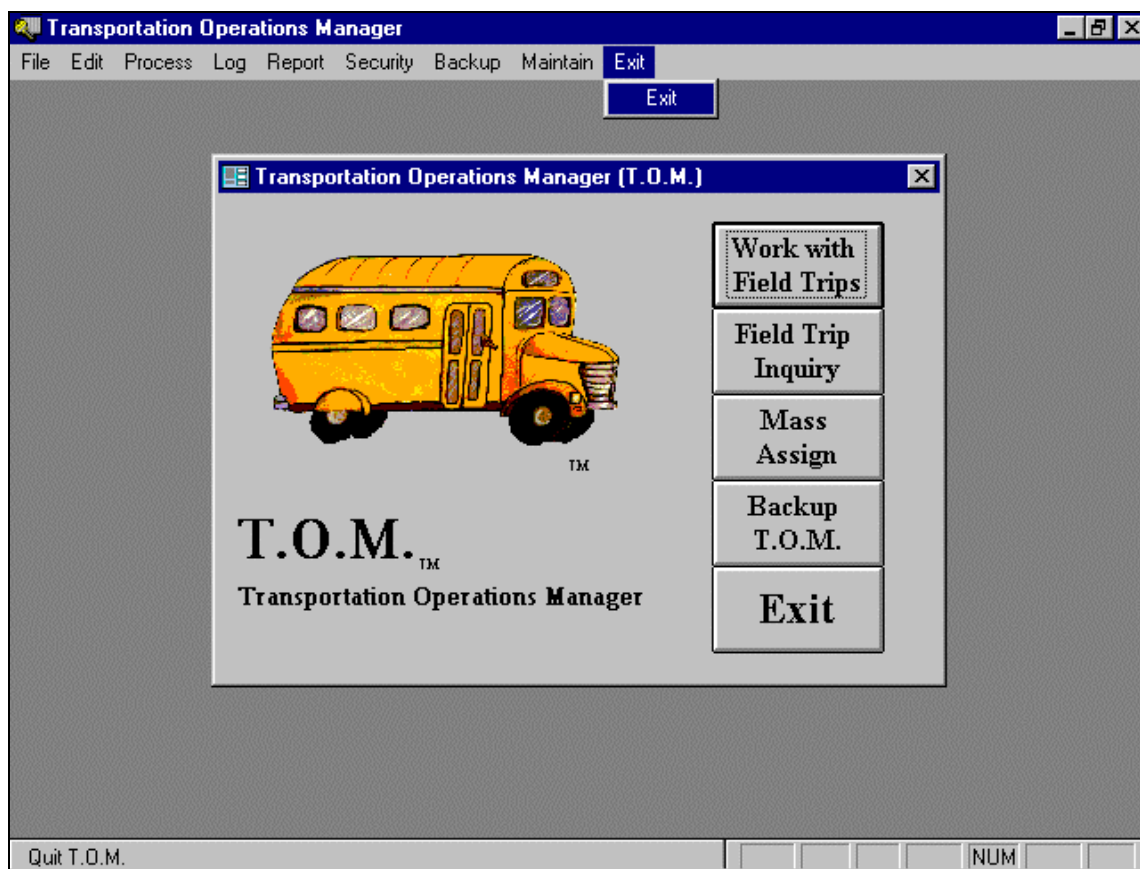 Transportation Operations Manager
File Edit Process Log Report Security Backup Maintain Exit
Exit
Transportation Operations Manager (T.O.M.)
Work with
Field Trips
Field Trip
Inquiry
Mass
Assign
Backup
T.O.M.
Exit
TM
T.O.M.TM
Transportation Operations Manager
Quit T.O.M.
NUM